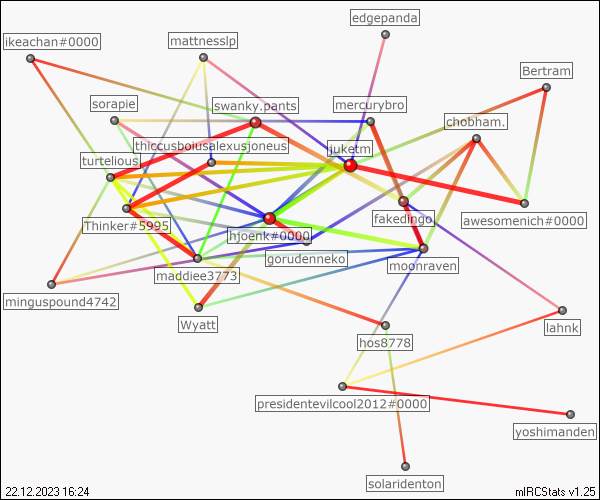 edgepanda
ikeachan#0000
mattnesslp
Bertram
sorapie
swanky.pants
mercurybro
chobham.
thiccusboiusalexusjoneus
juketm
turtelious
Thinker#5995
hjoenk#0000
fakedingo
awesomenich#0000
gorudenneko
moonraven
maddiee3773
minguspound4742
Wyatt
lahnk
hos8778
presidentevilcool2012#0000
yoshimanden
solaridenton
22.12.2023 16:24
mIRCStats v1.25